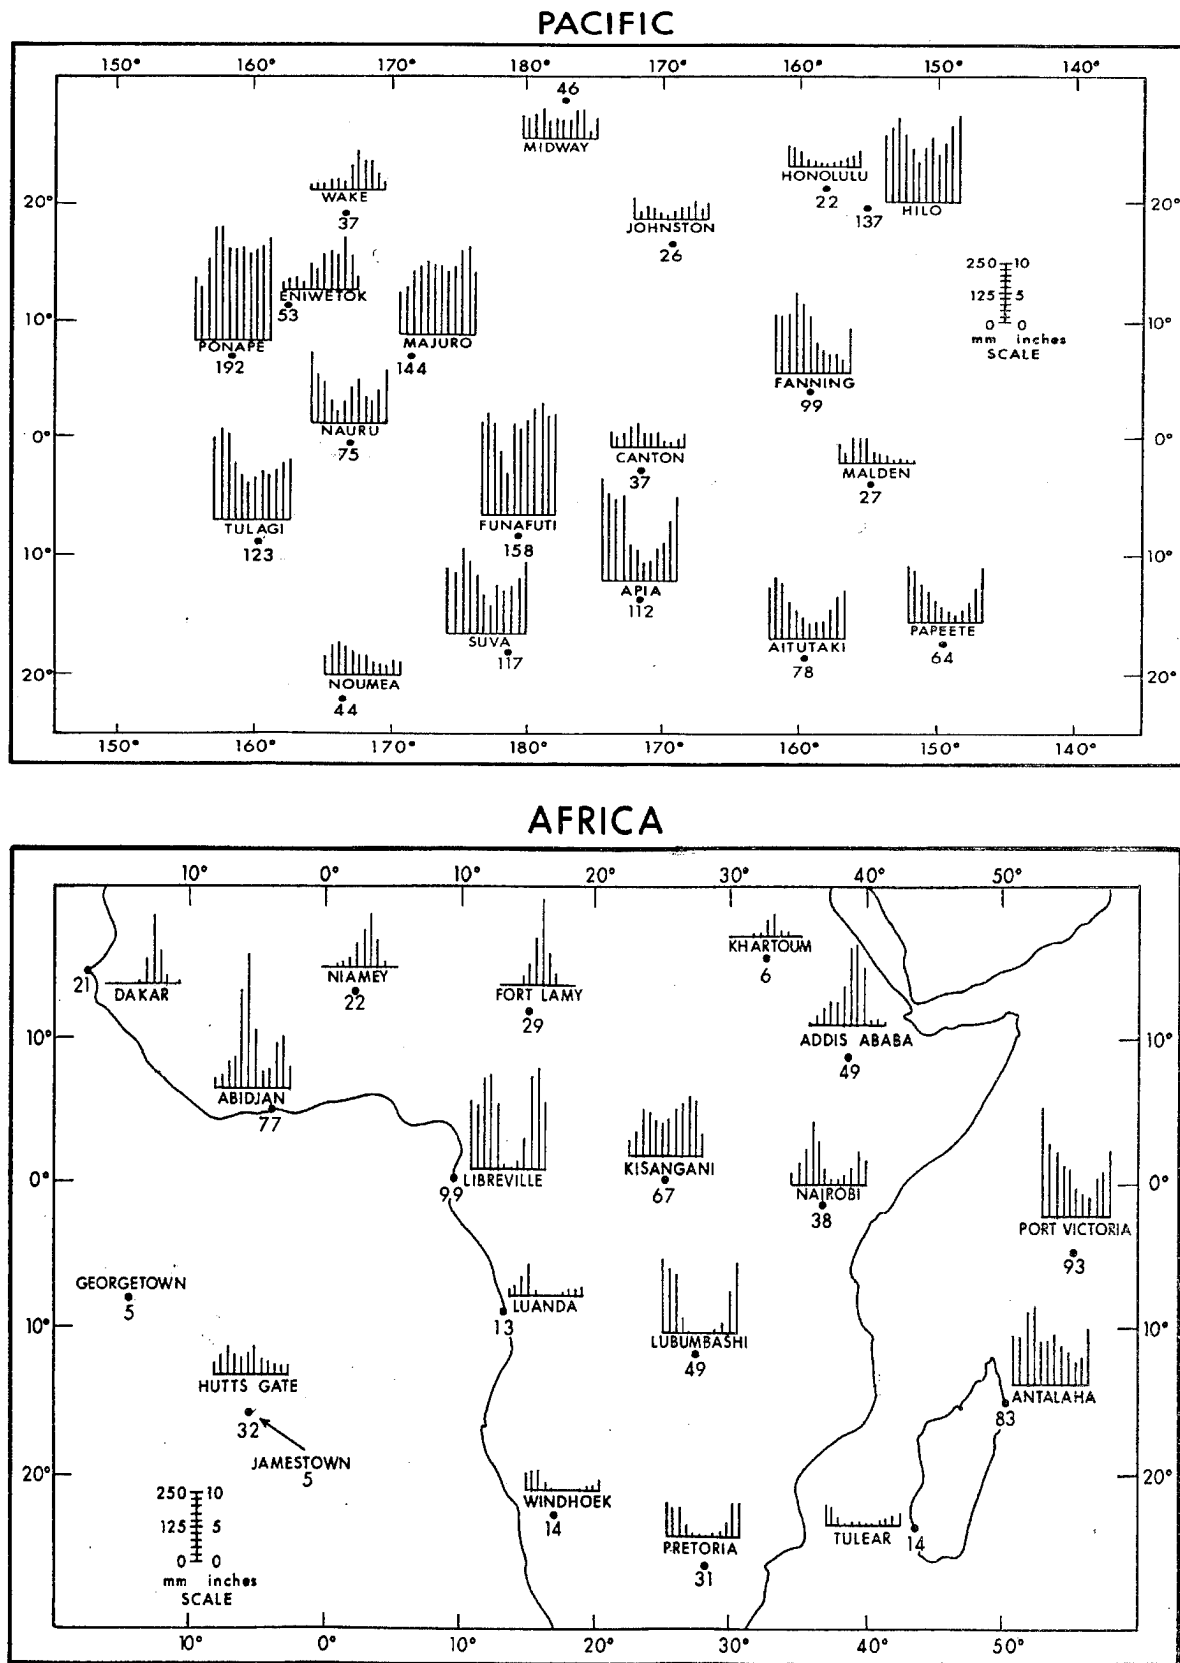 PACIFIC
150° 160° 170° 180° 170° 160° 150° 140°
46
MIDWAY
HONOLULU
22
137
HILO
WAKE
37
20° 20°
JOHNSTON
26
ENIWETOK
53
PONAPE
192
MAJURO
144
250 10
125 5
0 0
mm inches
SCALE
10° 10°
FANNING
99
NAURU
75
0° 0°
CANTON
37
MALDEN
27
TULAGI
123
FUNAFUTI
158
10° 10°
APIA
112
SUVA
117
AITUTAKI
78
PAPEETE
64
NOUMEA
44
20° 20°
150° 160° 170° 180° 170° 160° 150° 140°
AFRICA
10° 0° 10° 20° 30° 40° 50°
KHARTOUM
6
21
DAKAR
NIAMEY
22
FORT LAMY
29
10° 10°
ADDIS ABABA
49
ABIDJAN
77
LIBREVILLE
99
KISANGANI
67
NAIROBI
38
0° 0°
PORT VICTORIA
93
GEORGETOWN
5
LUANDA
13
10° 10°
LUBUMBASHI
49
HUTTS GATE
32
JAMESTOWN
5
ANTALAHA
83
20° 20°
250 10
125 5
0 0
mm inches
SCALE
WINDHOEK
14
PRETORIA
31
TULEAR
14
10° 0° 10° 20° 30° 40° 50°